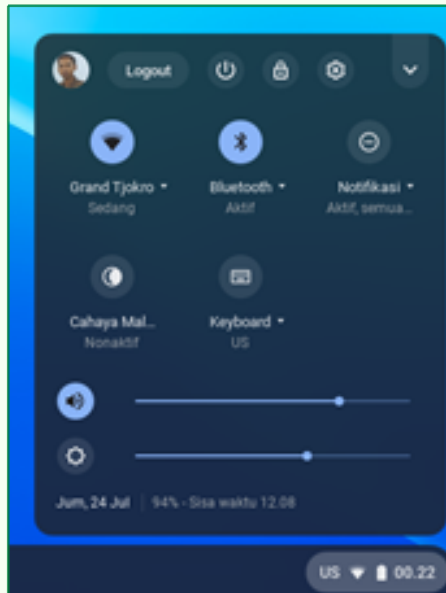 Logout
Grand Tjokro
Sedang
Bluetooth
Aktif
Notifikasi
Aktif, semua...
Cahaya Mal...
Nonaktif
Keyboard
US
Jum, 24 Jul
94% - Sisa waktu 12.08
US
00.22